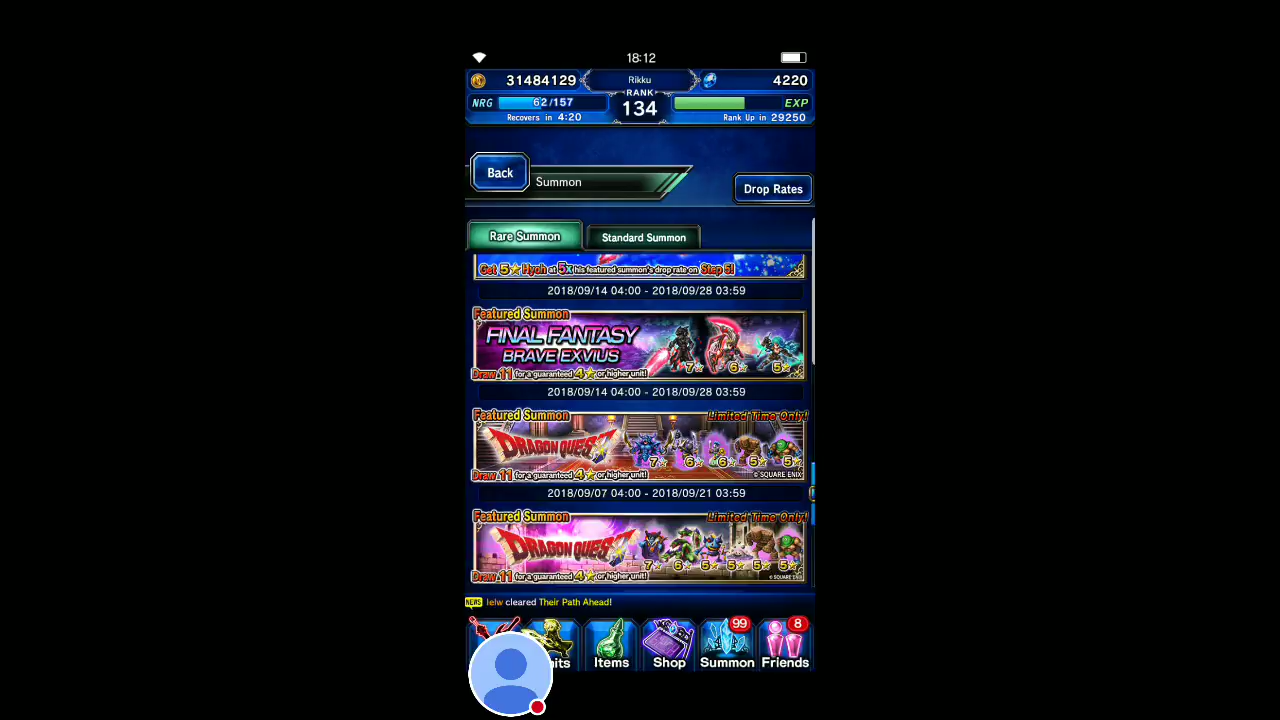 18:12
31484129
Rikku
4220
NRG 62/157
RANK
134
EXP
Recovers in 4:20
Rank Up in 29250
Back
Summon
Drop Rates
Rare Summon
Standard Summon
Get 5★ Hyoh at 5x his featured summon's drop rate on Step 5!
2018/09/14 04:00 - 2018/09/28 03:59
Featured Summon
FINAL FANTASY
BRAVE EXVIUS
7★ 6★ 5★
Draw 11 for a guaranteed 4★ or higher unit!
2018/09/14 04:00 - 2018/09/28 03:59
Featured Summon
Limited Time Only!
DRAGON QUEST
7★ 6★ 6★ 5★ 5★
Draw 11 for a guaranteed 4★ or higher unit!
© SQUARE ENIX
2018/09/07 04:00 - 2018/09/21 03:59
Featured Summon
Limited Time Only!
DRAGON QUEST
7★ 6★ 5★ 5★ 5★ 5★
Draw 11 for a guaranteed 4★ or higher unit!
© SQUARE ENIX
NEWS
cleared Their Path Ahead!
its
Items
Shop
99
Summon
8
Friends